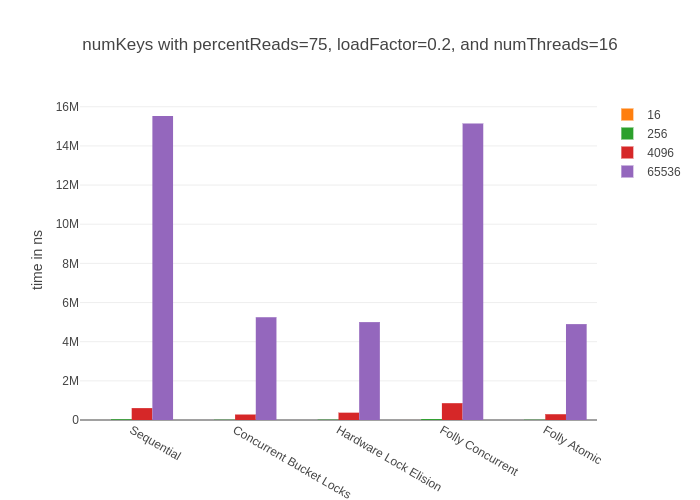 numKeys with percentReads=75, loadFactor=0.2, and numThreads=16
16M
14M
12M
10M
8M
6M
4M
2M
0
time in ns
Sequential
Concurrent Bucket Locks
Hardware Lock Elision
Folly Concurrent
Folly Atomic
16
256
4096
65536